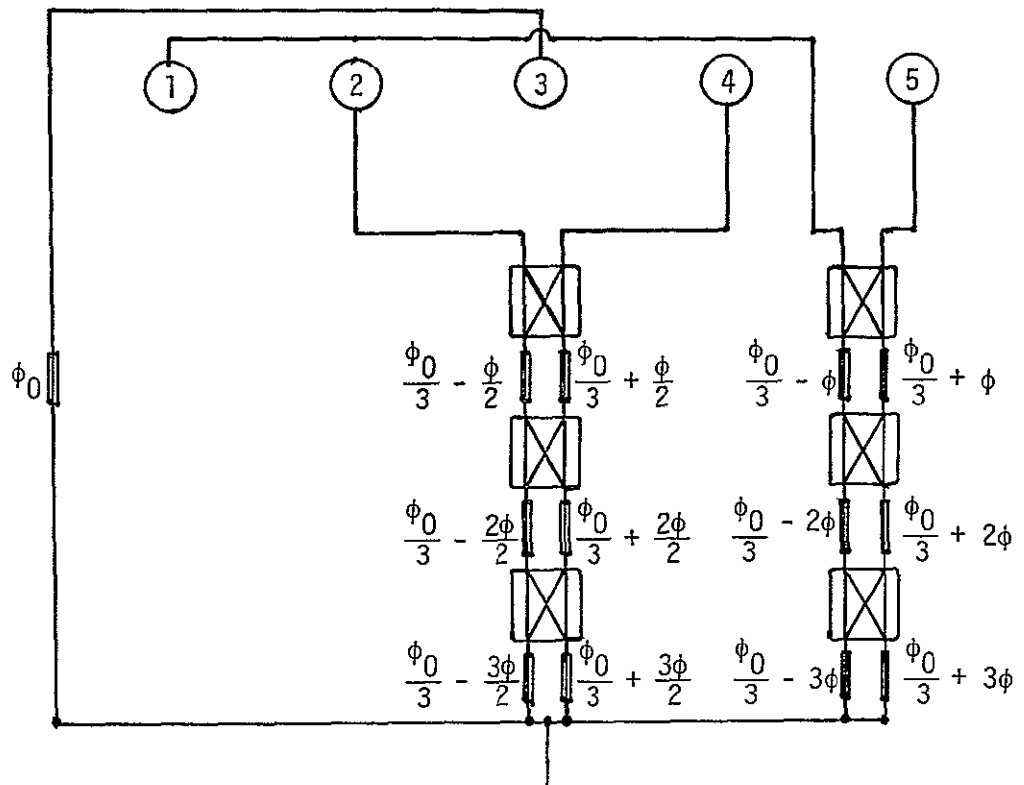 1 2 3 4 5
ϕ0
ϕ0/3 - ϕ/2 ϕ0/3 + ϕ/2 ϕ0/3 - ϕ ϕ0/3 + ϕ
ϕ0/3 - 2ϕ/2 ϕ0/3 + 2ϕ/2 ϕ0/3 - 2ϕ ϕ0/3 + 2ϕ
ϕ0/3 - 3ϕ/2 ϕ0/3 + 3ϕ/2 ϕ0/3 - 3ϕ ϕ0/3 + 3ϕ